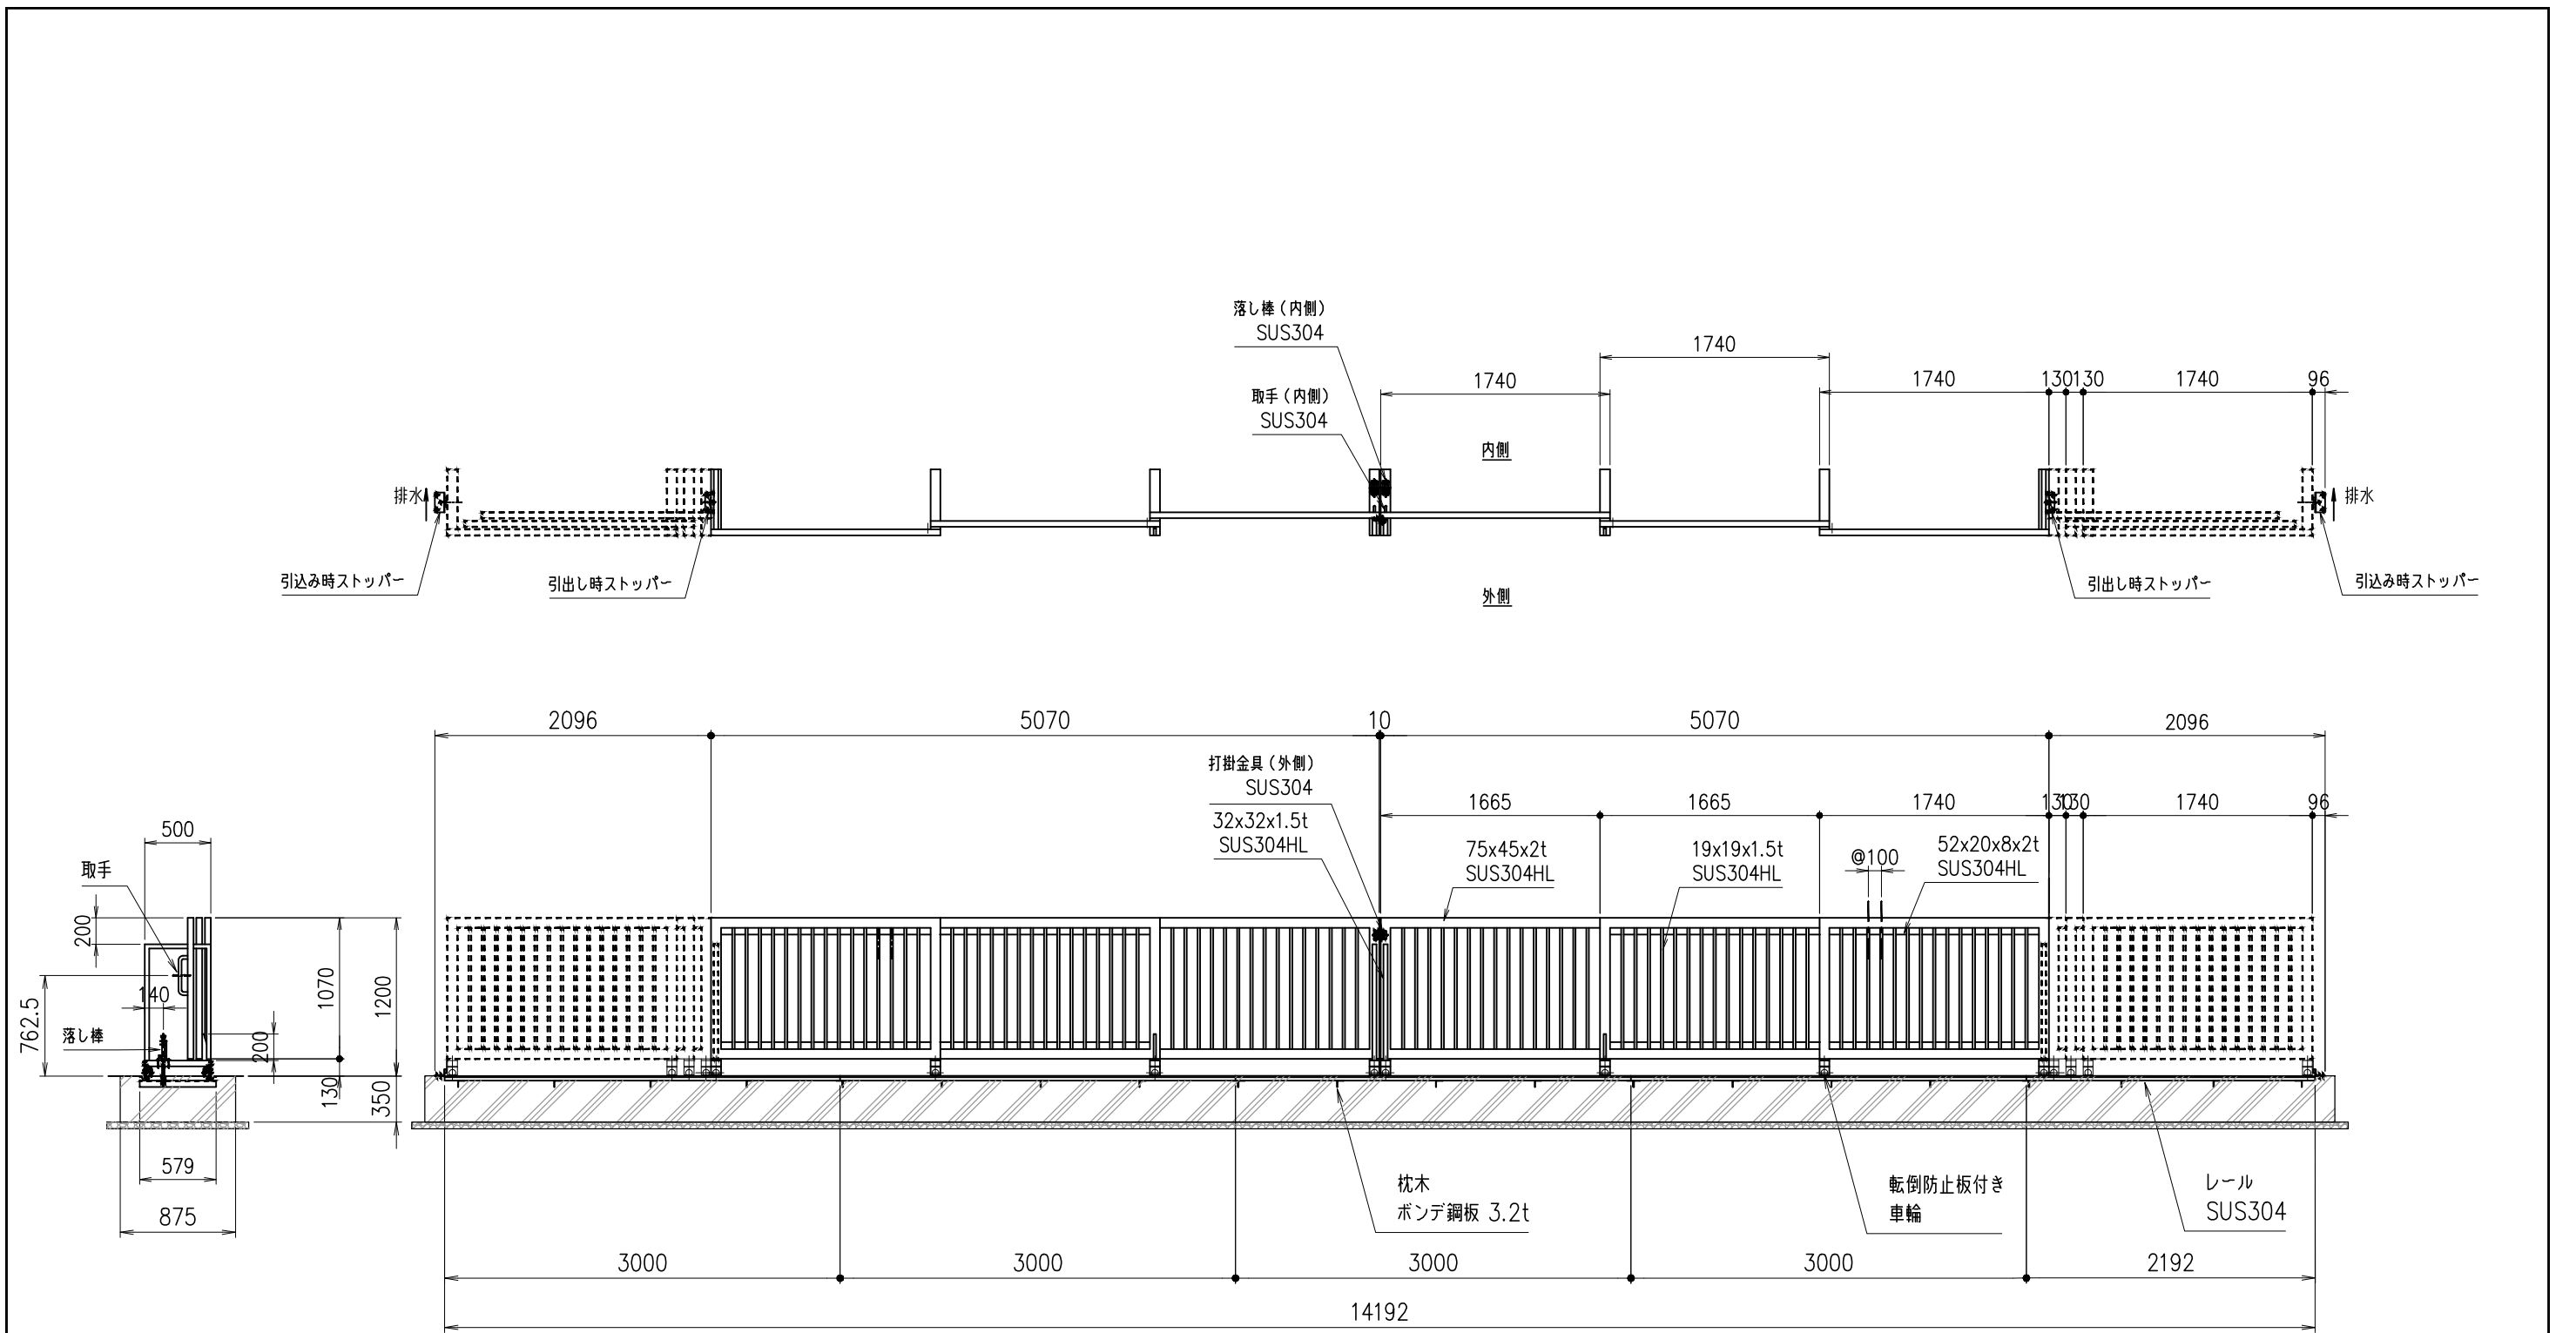 落し棒（内側）
SUS304
1740
取手（内側）
SUS304
1740
1740
130
130
1740
96
内側
排水
排水
引込み時ストッパー
引出し時ストッパー
外側
引出し時ストッパー
引込み時ストッパー
2096
5070
10
5070
2096
打掛金具（外側）
SUS304
32x32x1.5t
SUS304HL
1665
1665
1740
130
130
1740
96
75x45x2t
SUS304HL
19x19x1.5t
SUS304HL
@100
52x20x8x2t
SUS304HL
500
取手
200
140
762.5
落し棒
200
1070
130
1200
350
579
875
枕木
ボンデ鋼板 3.2t
転倒防止板付き
車輪
レール
SUS304
3000
3000
3000
3000
2192
14192